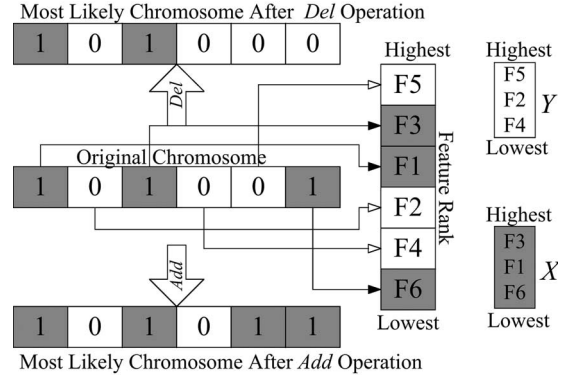 Most Likely Chromosome After Del Operation
1 0 1 0 0 0
Del
Original Chromosome
1 0 1 0 0 1
Add
1 0 1 0 1 1
Most Likely Chromosome After Add Operation
Highest
F5
F3
F1
F2
F4
F6
Lowest
Feature Rank
Highest
F5
F2
F4
Y
Lowest
Highest
F3
F1
F6
X
Lowest